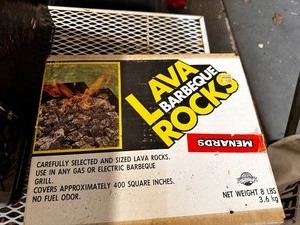 LAVA
BARBEQUE
ROCKS
MENARDS
CAREFULLY SELECTED AND SIZED LAVA ROCKS.
USE IN ANY GAS OR ELECTRIC BARBEQUE
GRILL.
COVERS APPROXIMATELY 400 SQUARE INCHES.
NO FUEL ODOR.
NET WEIGHT 8 LBS
3.6 kg